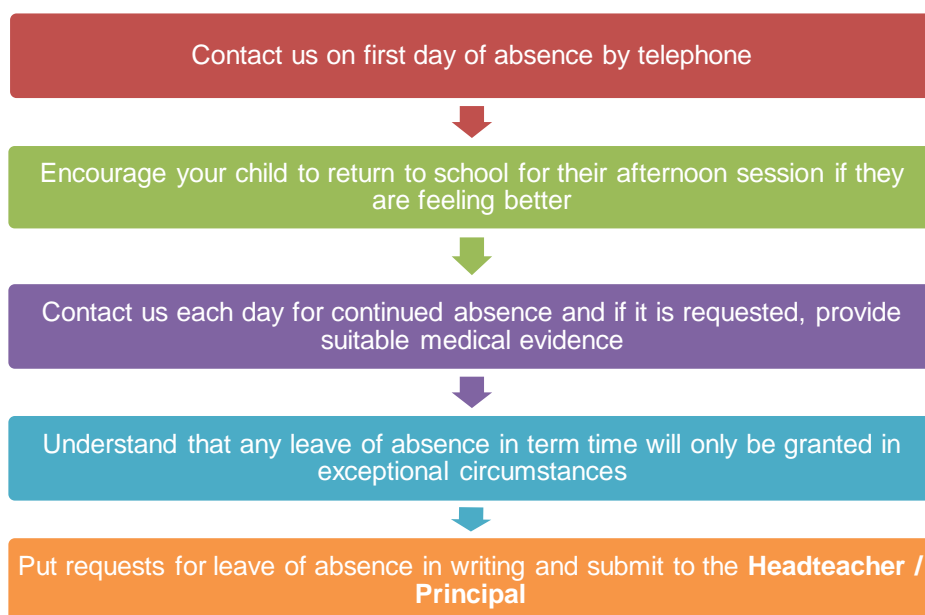 Contact us on first day of absence by telephone
Encourage your child to return to school for their afternoon session if they
are feeling better
Contact us each day for continued absence and if it is requested, provide
suitable medical evidence
Understand that any leave of absence in term time will only be granted in
exceptional circumstances
Put requests for leave of absence in writing and submit to the Headteacher /
Principal